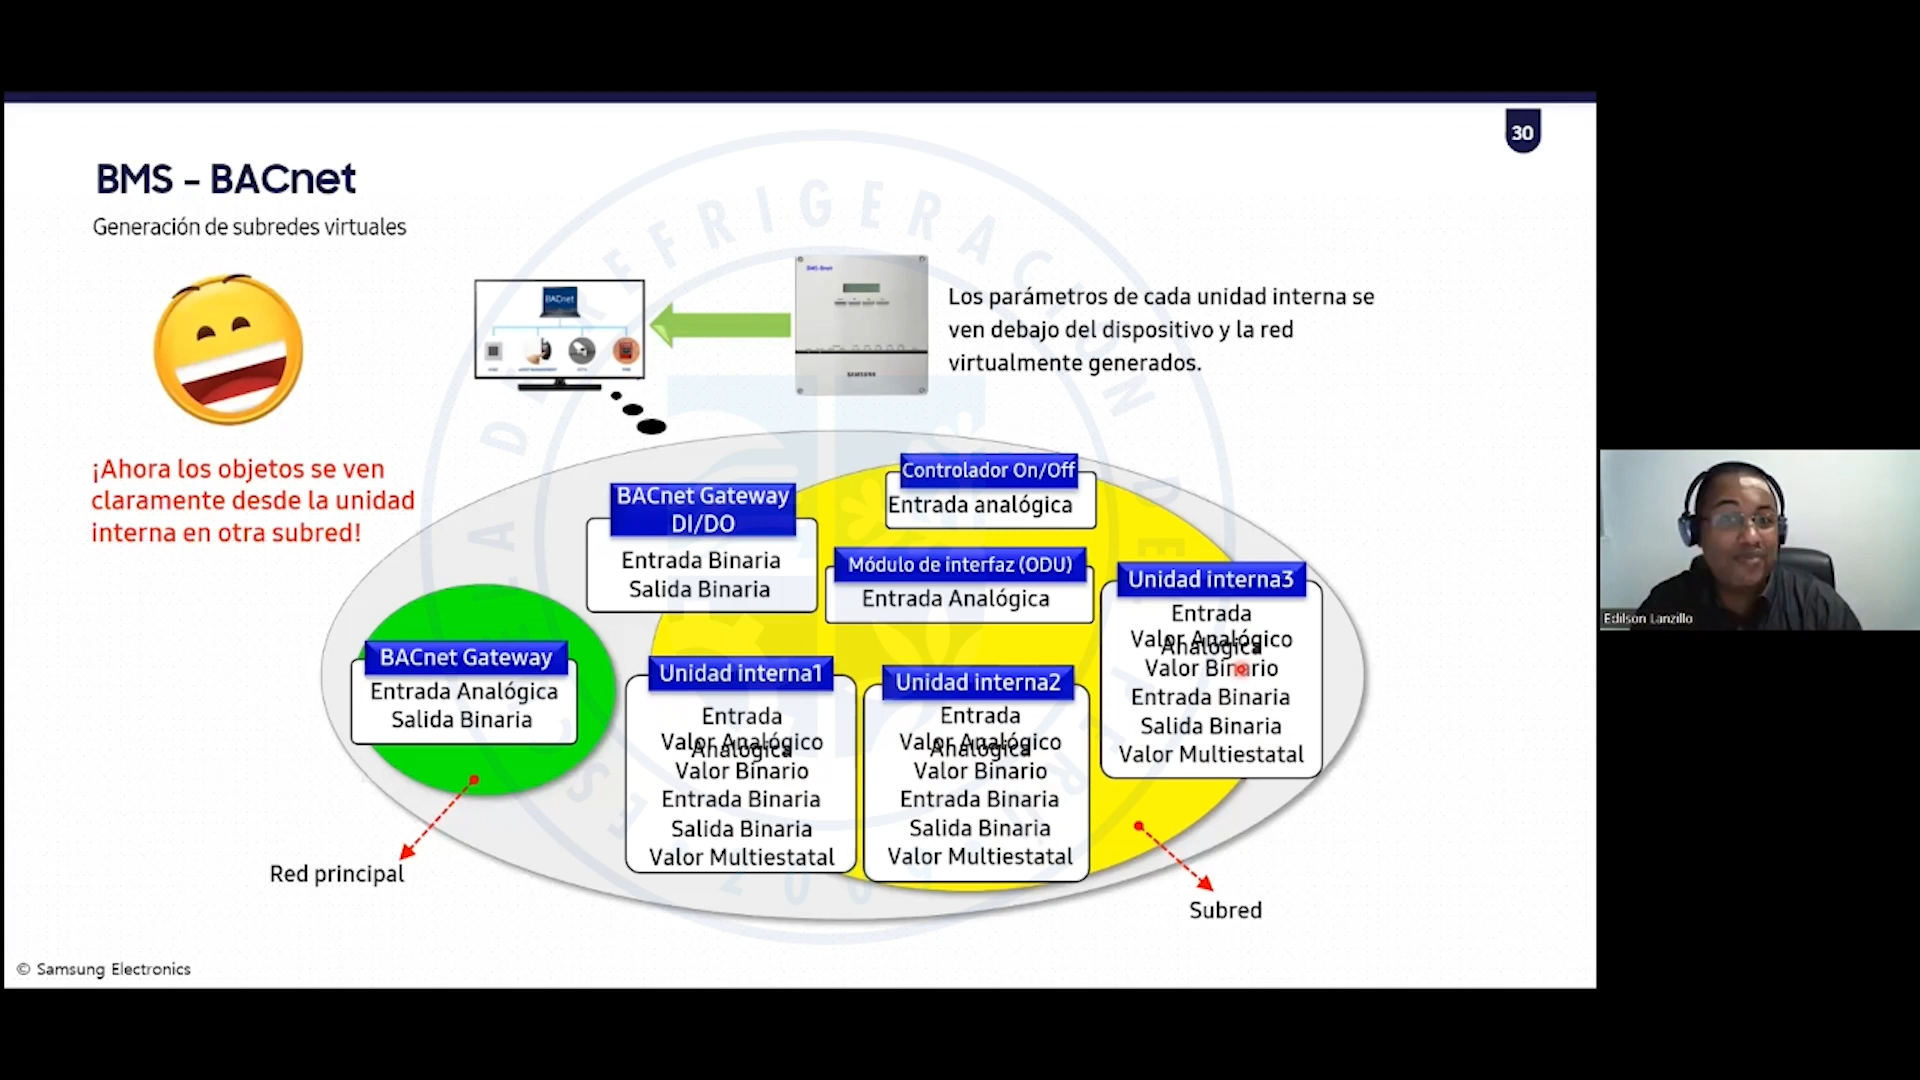 30
BMS - BACnet
Generación de subredes virtuales
BMS-Bnet
BACnet
SAMSUNG
Los parámetros de cada unidad interna se
ven debajo del dispositivo y la red
virtualmente generados.
¡Ahora los objetos se ven
claramente desde la unidad
interna en otra subred!
Controlador On/Off
Entrada analógica
BACnet Gateway
DI/DO
Entrada Binaria
Salida Binaria
Módulo de interfaz (ODU)
Entrada Analógica
Unidad interna3
Entrada
Analógica
Valor Analógico
Valor Binario
Entrada Binaria
Salida Binaria
Valor Multiestatal
BACnet Gateway
Entrada Analógica
Salida Binaria
Unidad interna1
Entrada
Analógica
Valor Analógico
Valor Binario
Entrada Binaria
Salida Binaria
Valor Multiestatal
Unidad interna2
Entrada
Analógica
Valor Analógico
Valor Binario
Entrada Binaria
Salida Binaria
Valor Multiestatal
Red principal
Subred
© Samsung Electronics
Edilson Lanzillo